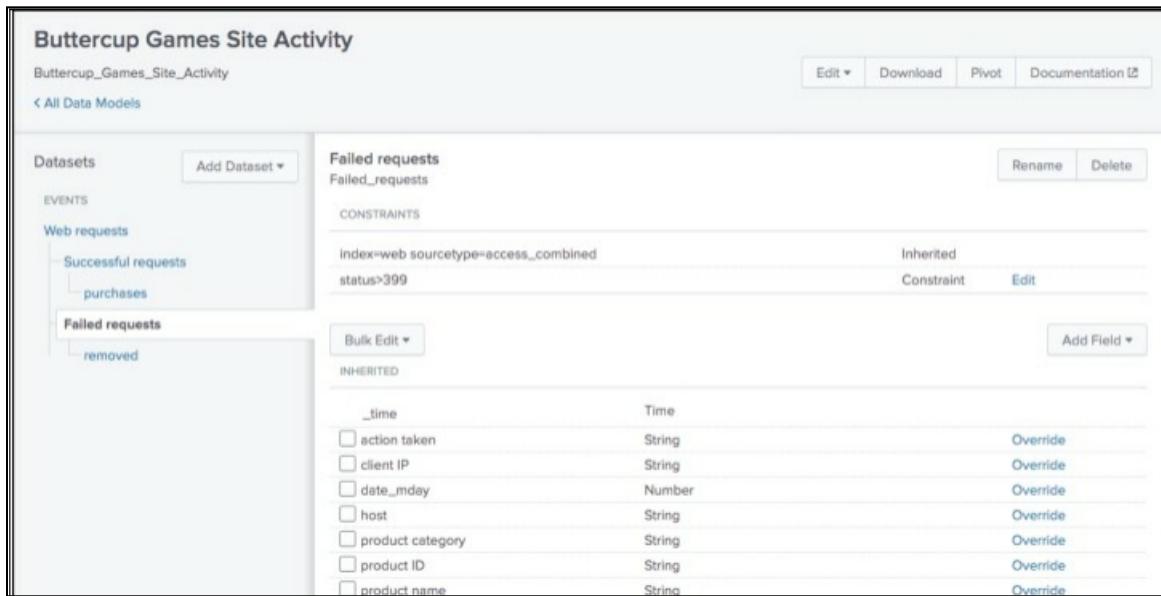 Buttercup Games Site Activity
Buttercup_Games_Site_Activity
Edit Download Pivot Documentation
< All Data Models
Datasets
Add Dataset
EVENTS
Web requests
Successful requests
purchases
Failed requests
removed
Failed requests
Failed_requests
Rename Delete
CONSTRAINTS
index=web sourcetype=access_combined Inherited
status>399 Constraint Edit
Bulk Edit Add Field
INHERITED
_time Time
action taken String Override
client IP String Override
date_mday Number Override
host String Override
product category String Override
product ID String Override
product name String Override